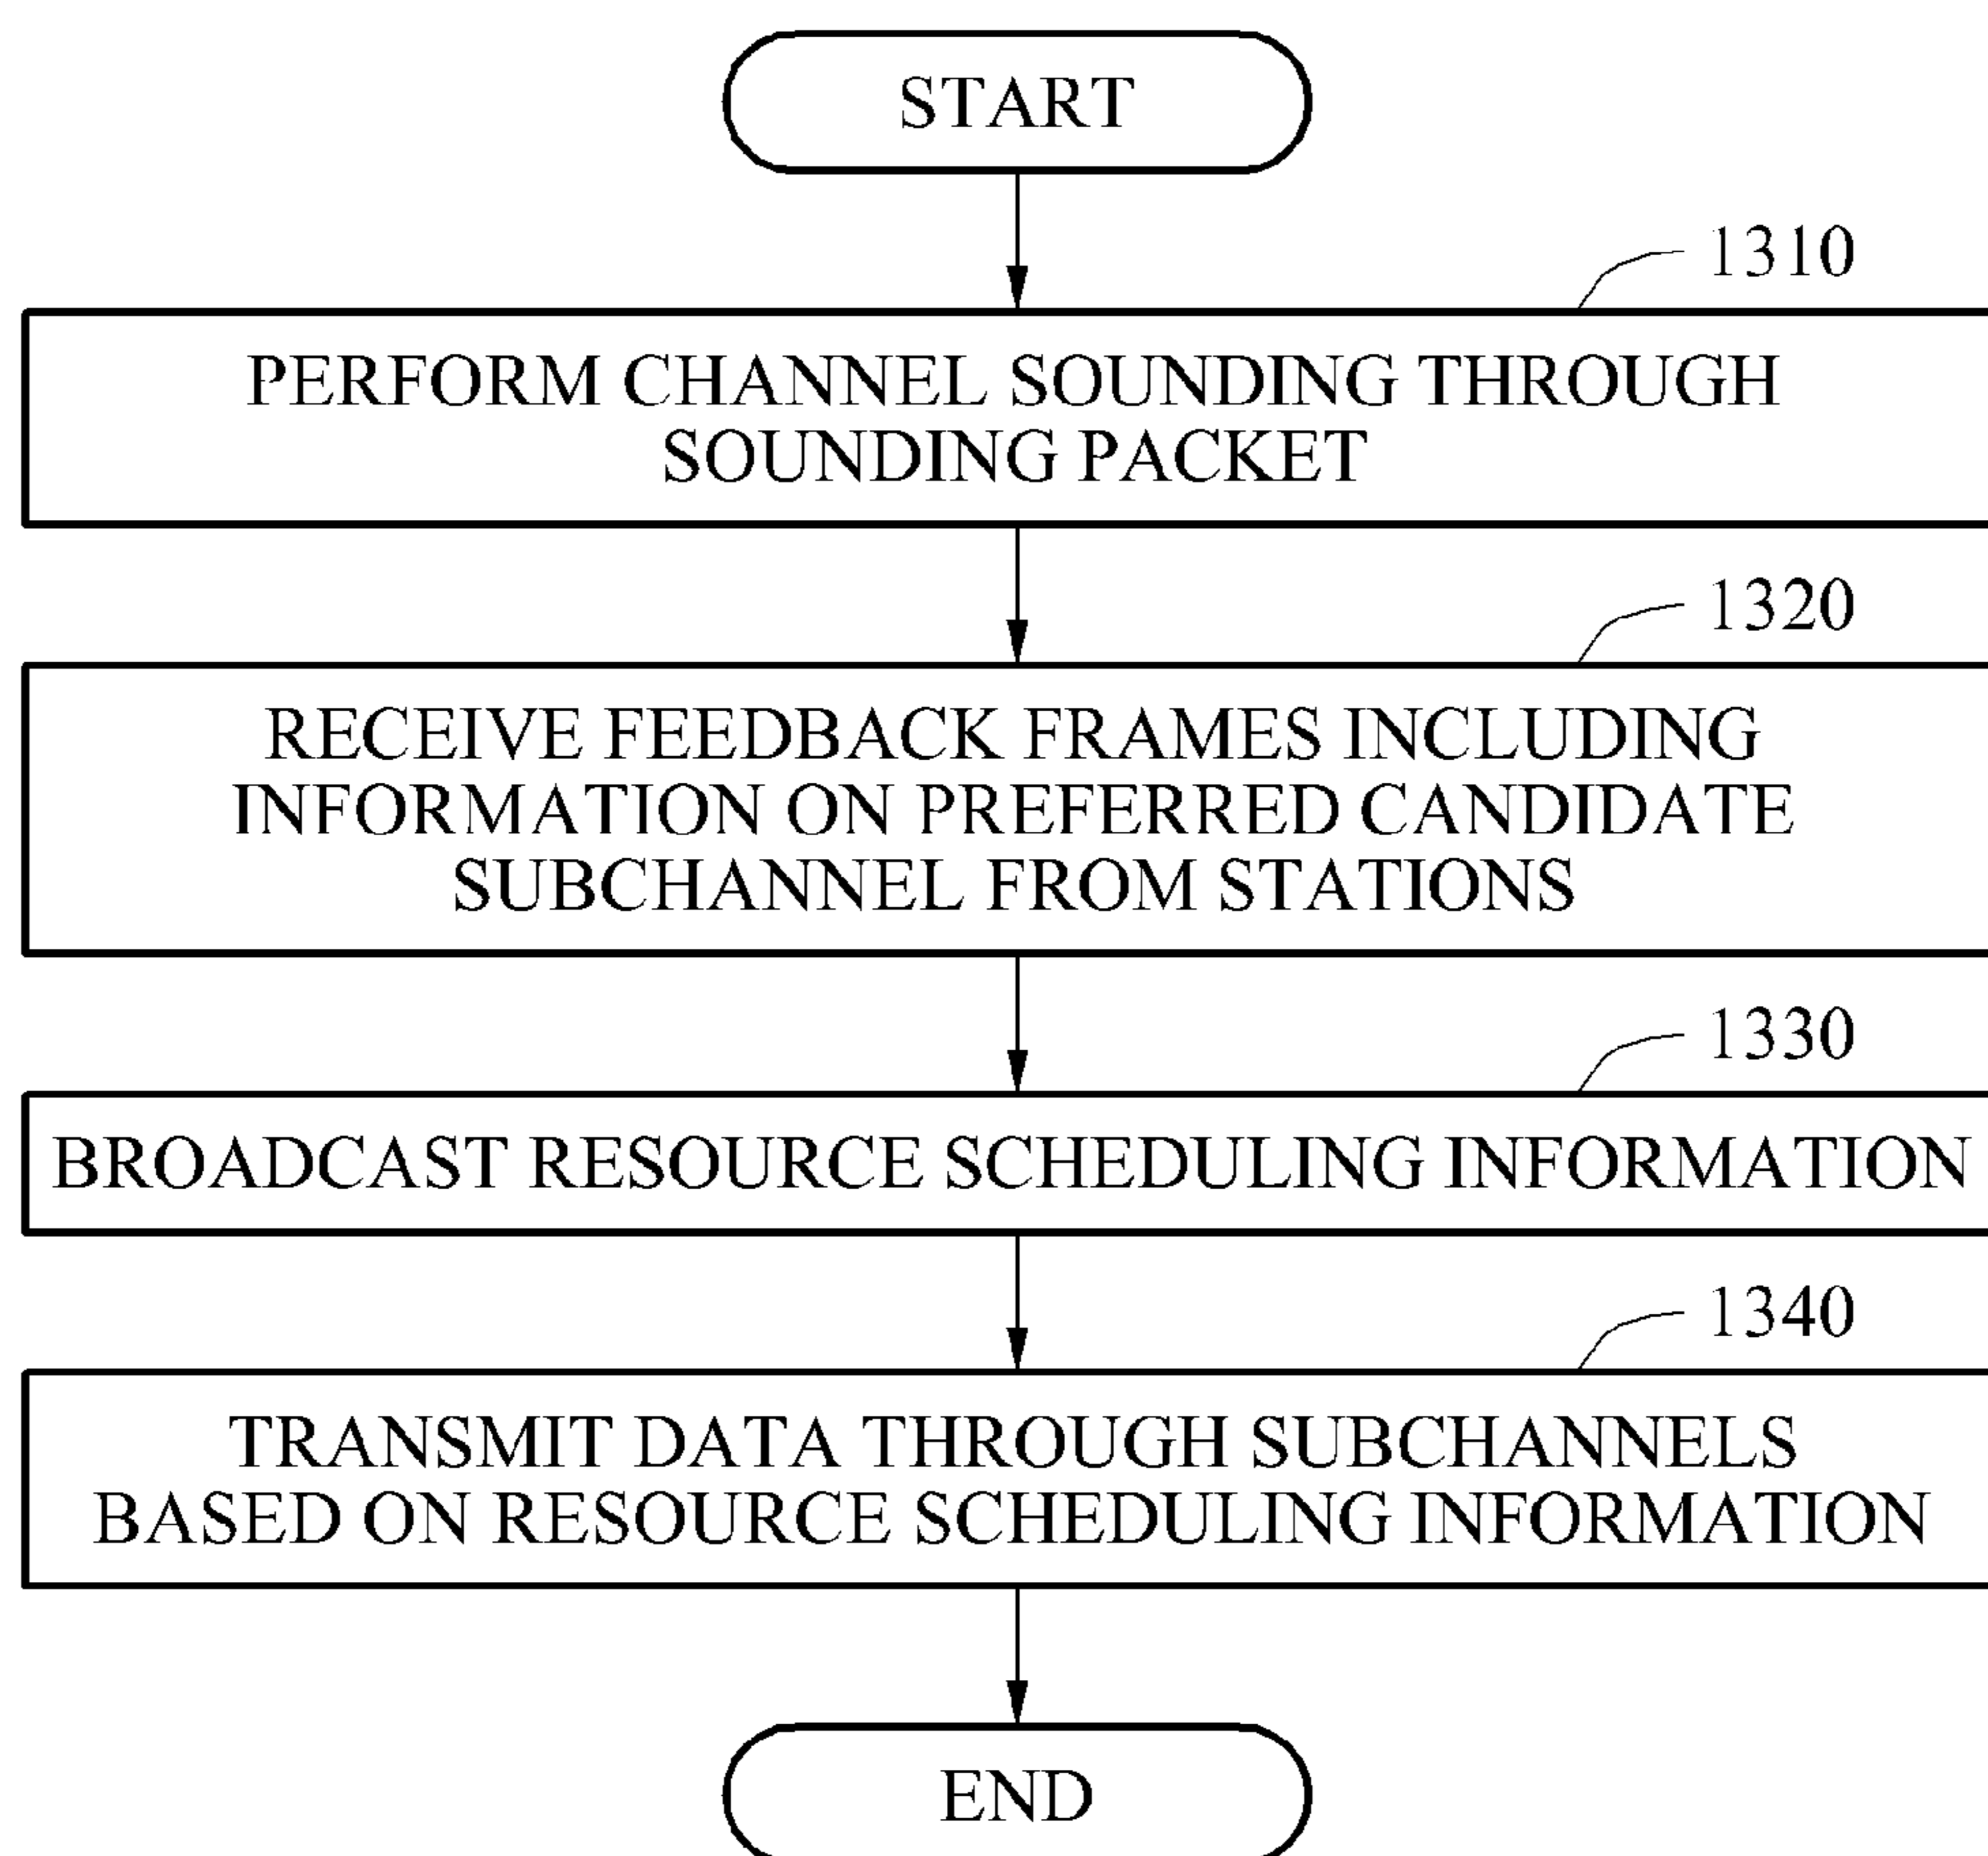 START
1310
PERFORM CHANNEL SOUNDING THROUGH
SOUNDING PACKET
1320
RECEIVE FEEDBACK FRAMES INCLUDING
INFORMATION ON PREFERRED CANDIDATE
SUBCHANNEL FROM STATIONS
1330
BROADCAST RESOURCE SCHEDULING INFORMATION
1340
TRANSMIT DATA THROUGH SUBCHANNELS
BASED ON RESOURCE SCHEDULING INFORMATION
END